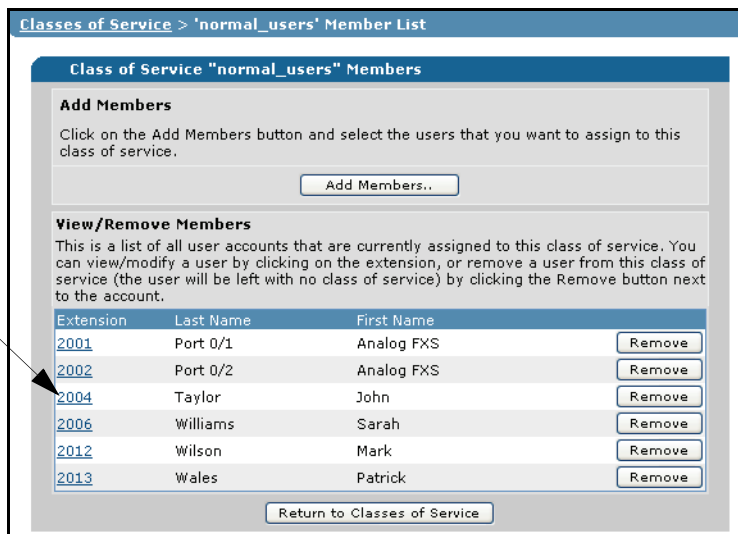 Classes of Service > 'normal_users' Member List
Class of Service "normal_users" Members
Add Members
Click on the Add Members button and select the users that you want to assign to this
class of service.
Add Members..
View/Remove Members
This is a list of all user accounts that are currently assigned to this class of service. You
can view/modify a user by clicking on the extension, or remove a user from this class of
service (the user will be left with no class of service) by clicking the Remove button next
to the account.
Extension Last Name First Name
2001 Port 0/1 Analog FXS Remove
2002 Port 0/2 Analog FXS Remove
2004 Taylor John Remove
2006 Williams Sarah Remove
2012 Wilson Mark Remove
2013 Wales Patrick Remove
Return to Classes of Service